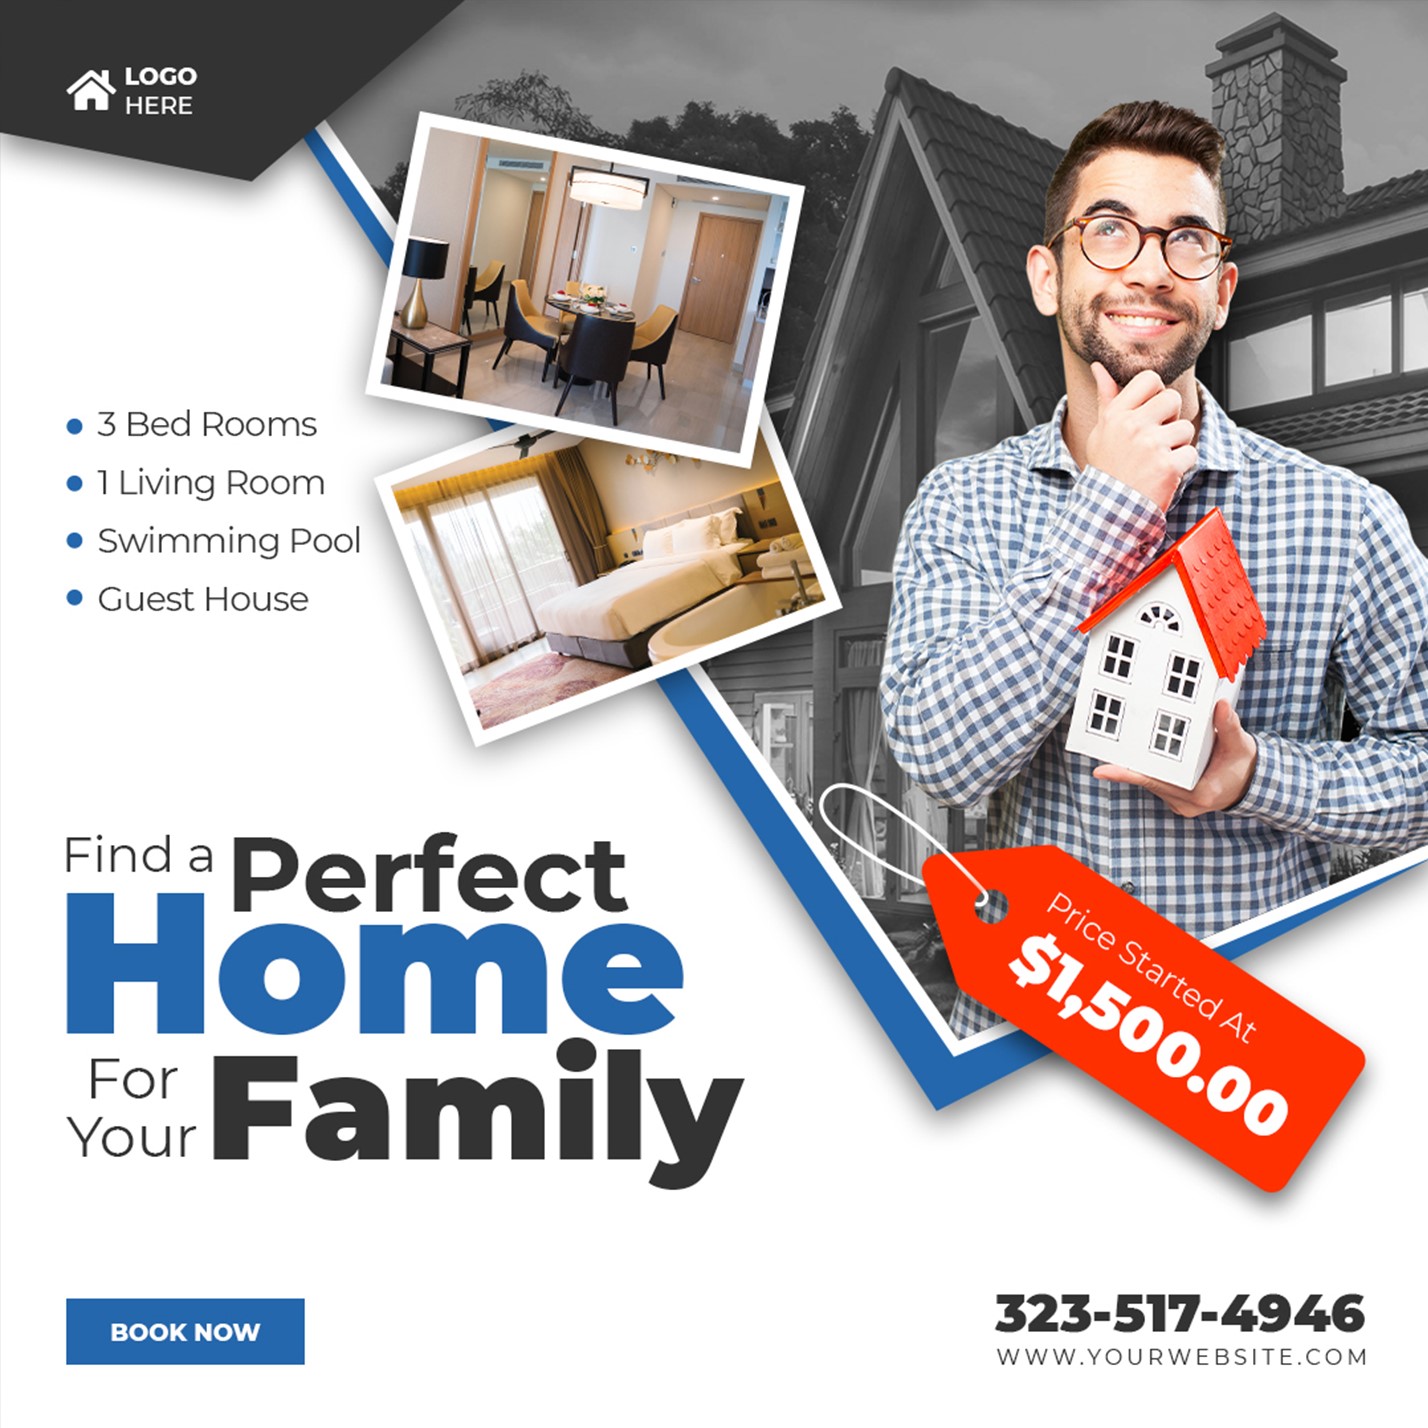 LOGO
HERE
3 Bed Rooms
1 Living Room
Swimming Pool
Guest House
Find a Perfect
Home
For
Your Family
Price Started At
$1,500.00
BOOK NOW
323-517-4946
WWW.YOURWEBSITE.COM